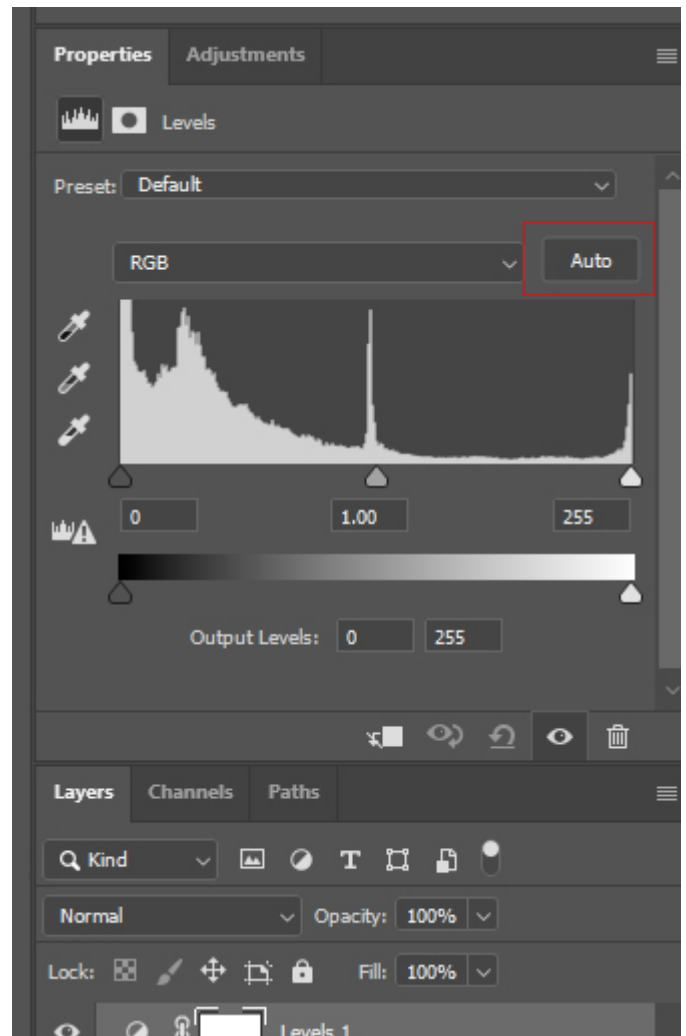 Properties Adjustments
Levels
Preset: Default
RGB Auto
0 1.00 255
Output Levels: 0 255
Layers Channels Paths
Kind T
Normal Opacity: 100%
Lock: Fill: 100%
Levels 1